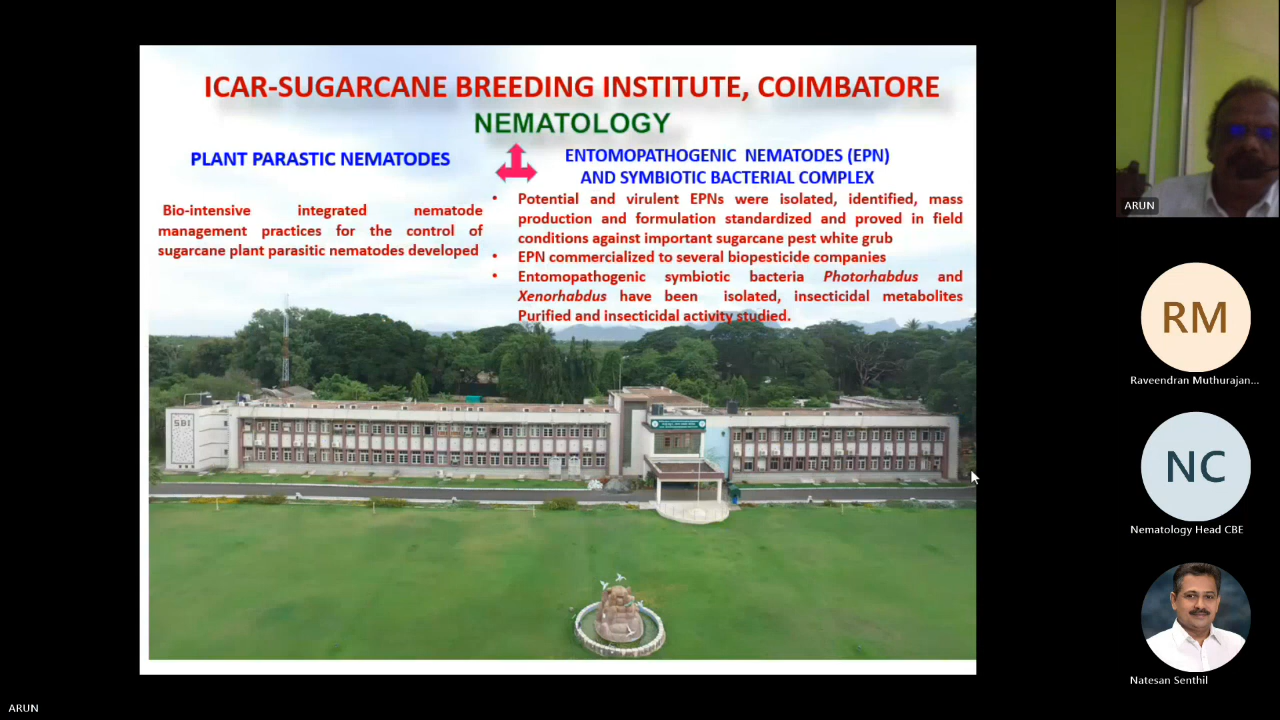 ICAR-SUGARCANE BREEDING INSTITUTE, COIMBATORE
NEMATOLOGY
PLANT PARASTIC NEMATODES
Bio-intensive integrated nematode
management practices for the control of
sugarcane plant parasitic nematodes developed
ENTOMOPATHOGENIC NEMATODES (EPN)
AND SYMBIOTIC BACTERIAL COMPLEX
• Potential and virulent EPNs were isolated, identified, mass
production and formulation standardized and proved in field
conditions against important sugarcane pest white grub
• EPN commercialized to several biopesticide companies
• Entomopathogenic symbiotic bacteria Photorhabdus and
Xenorhabdus have been isolated, insecticidal metabolites
Purified and insecticidal activity studied.
SBI
ARUN
RM
Raveendran Muthurajan...
NC
Nematology Head CBE
Natesan Senthil
ARUN